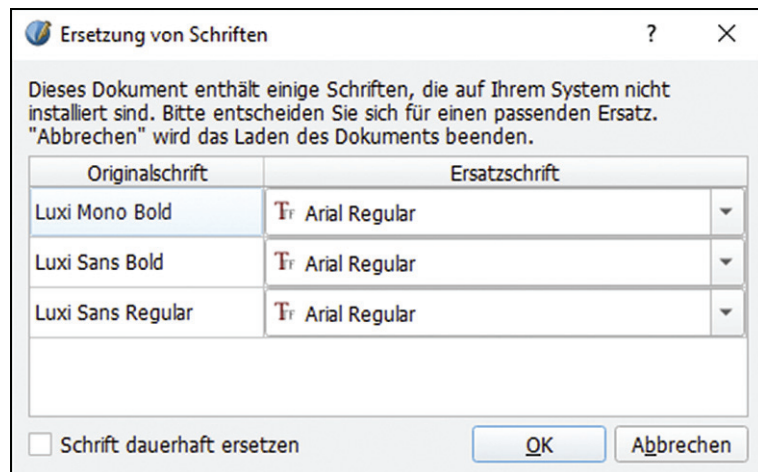 Ersetzung von Schriften
Dieses Dokument enthält einige Schriften, die auf Ihrem System nicht
installiert sind. Bitte entscheiden Sie sich für einen passenden Ersatz.
"Abbrechen" wird das Laden des Dokuments beenden.
Originalschrift Ersatzschrift
Luxi Mono Bold Arial Regular
Luxi Sans Bold Arial Regular
Luxi Sans Regular Arial Regular
Schrift dauerhaft ersetzen OK Abbrechen